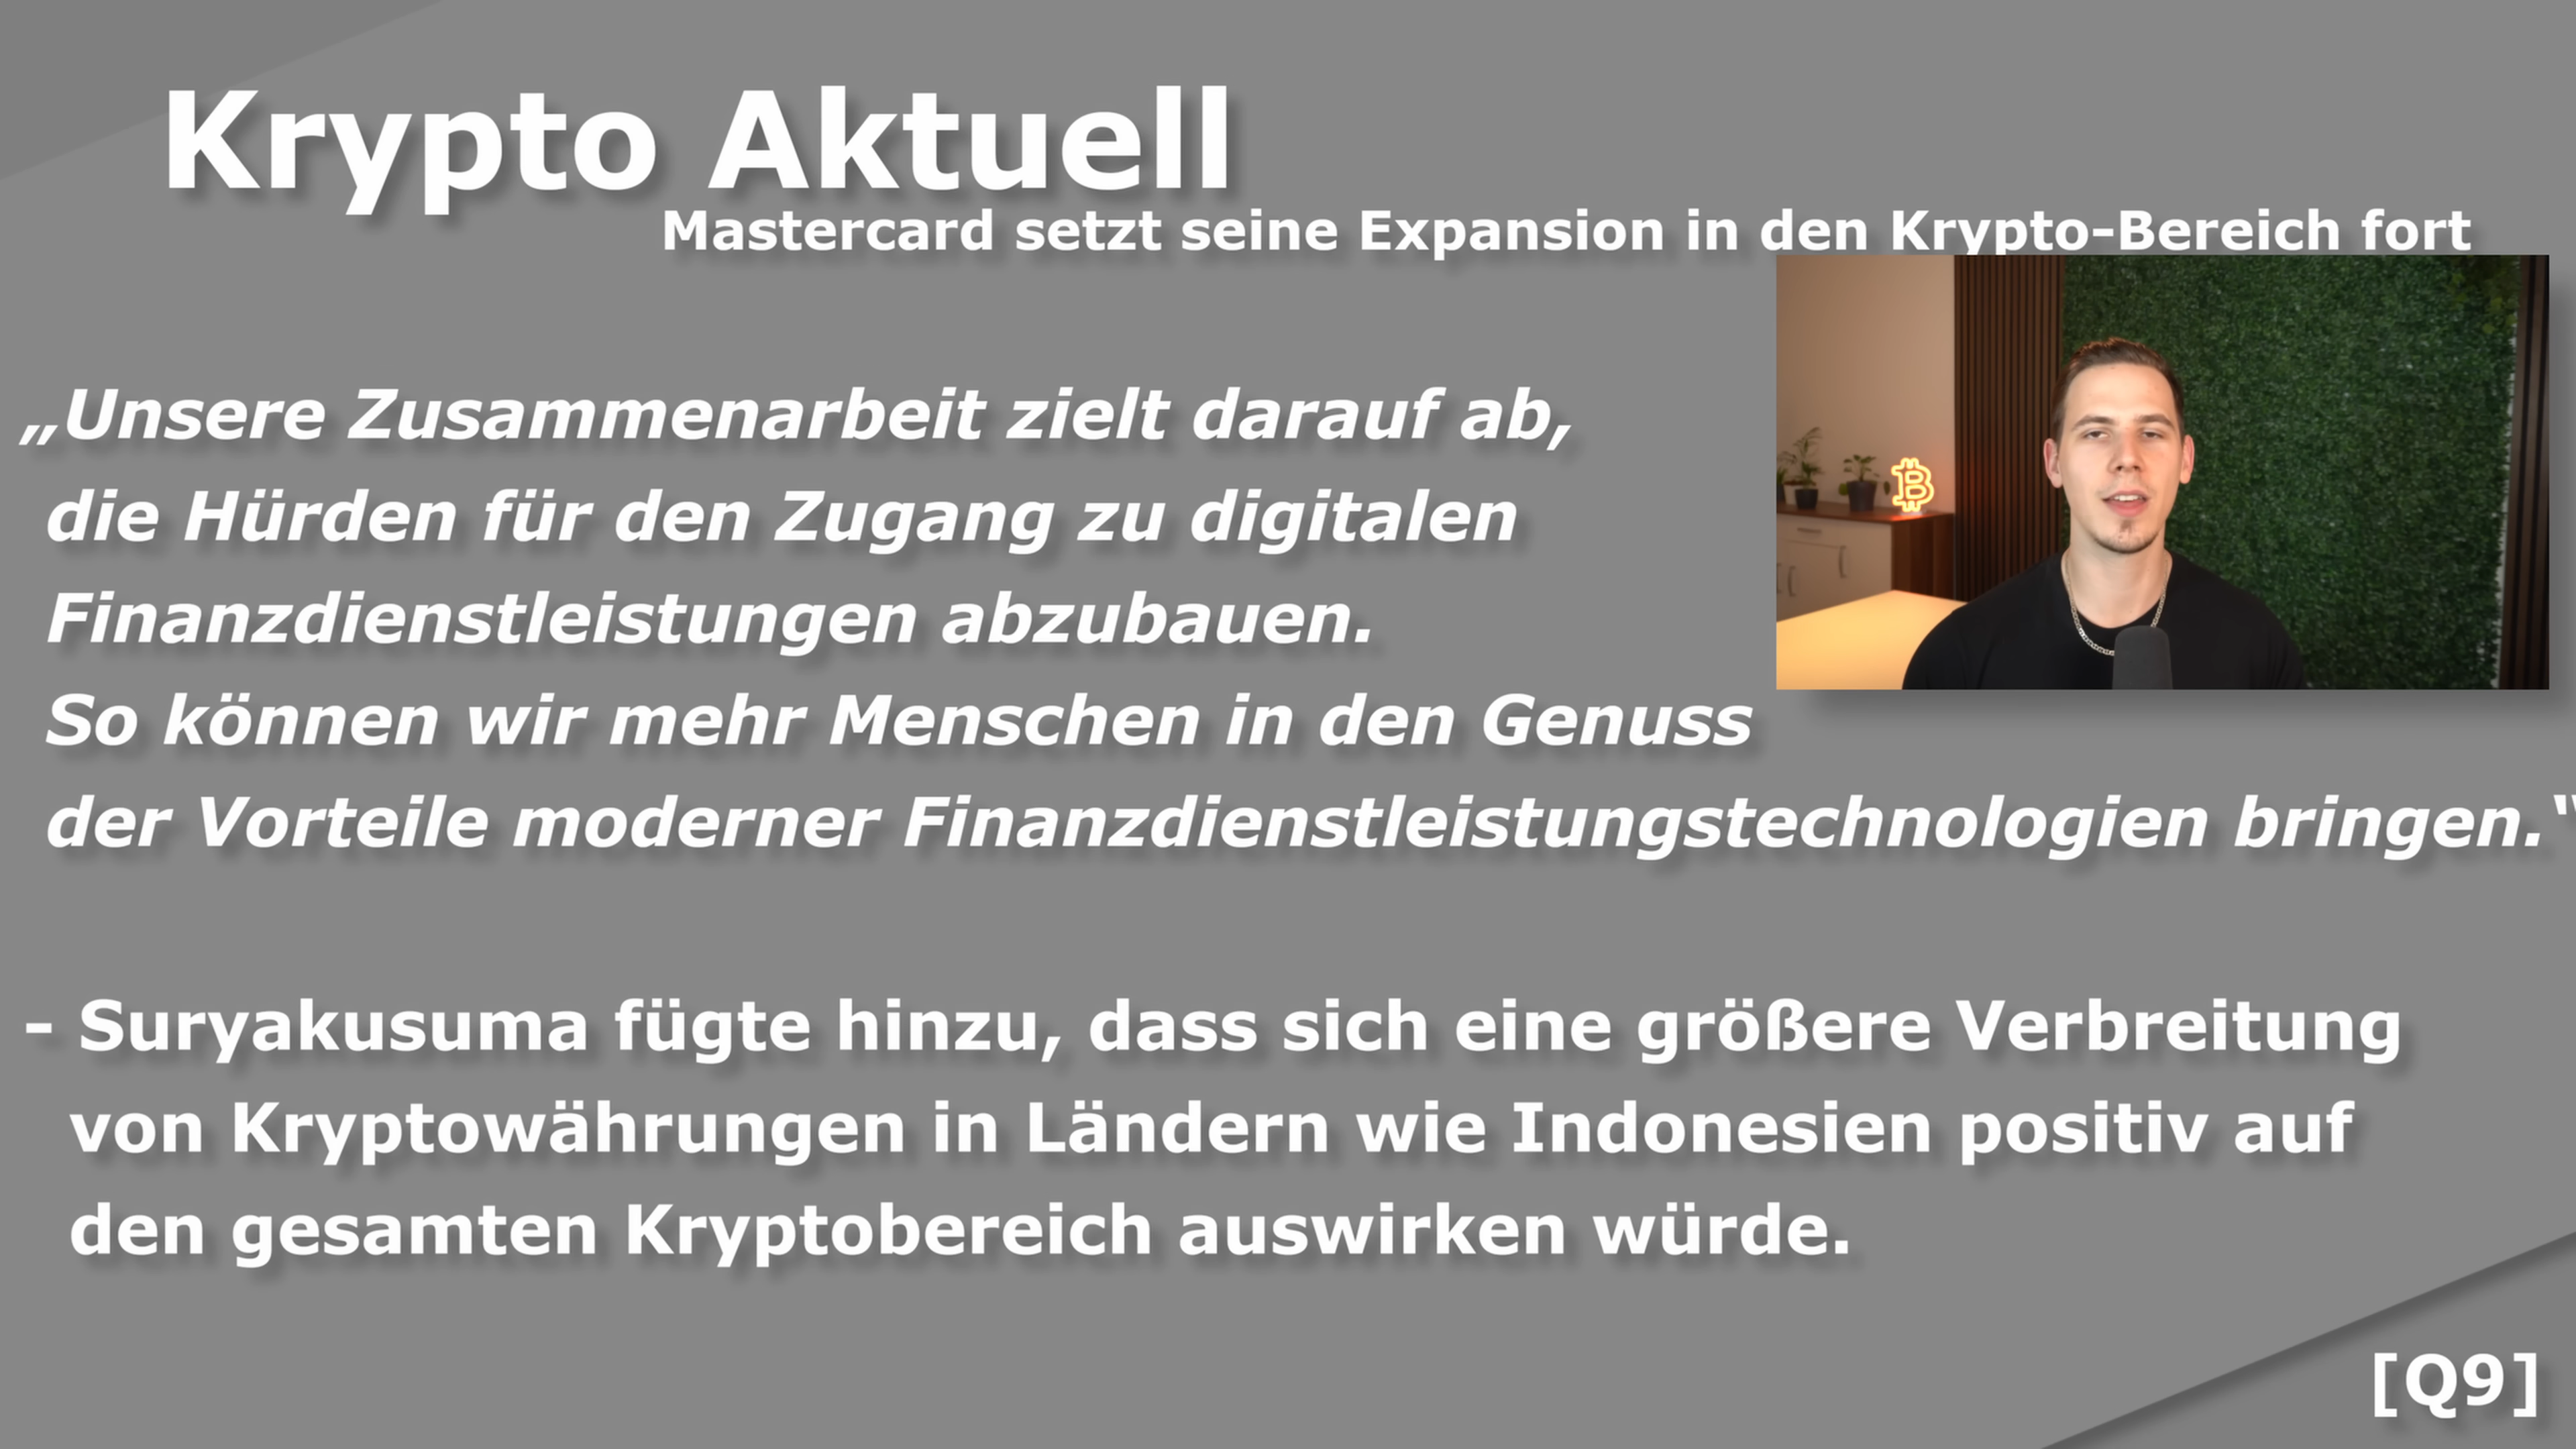 Krypto Aktuell
Mastercard setzt seine Expansion in den Krypto-Bereich fort
„Unsere Zusammenarbeit zielt darauf ab,
die Hürden für den Zugang zu digitalen
Finanzdienstleistungen abzubauen.
So können wir mehr Menschen in den Genuss
der Vorteile moderner Finanzdienstleistungstechnologien bringen.“
- Suryakusuma fügte hinzu, dass sich eine größere Verbreitung
von Kryptowährungen in Ländern wie Indonesien positiv auf
den gesamten Kryptobereich auswirken würde.
[Q9]